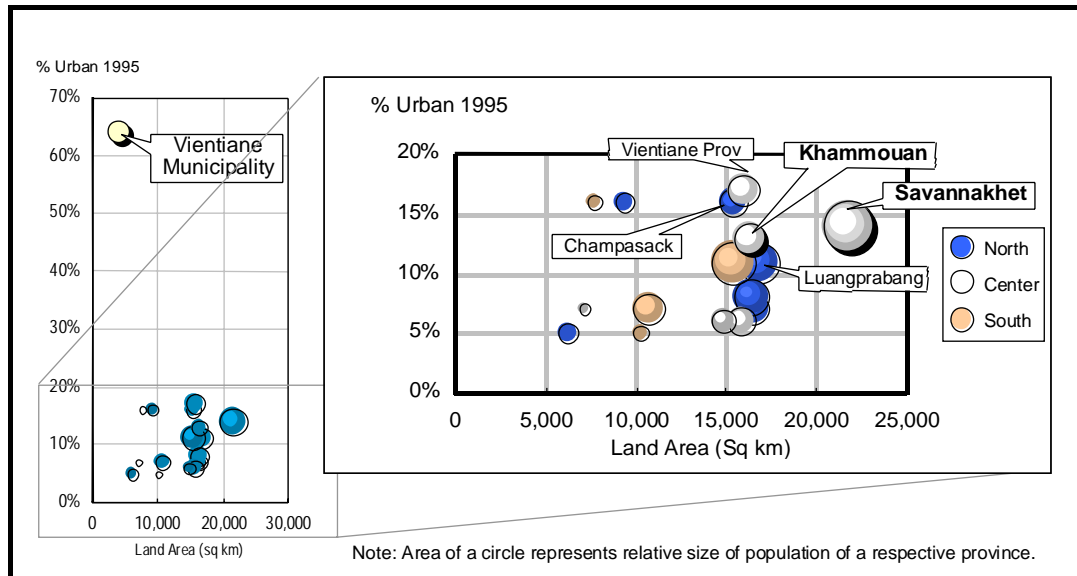 % Urban 1995
70%
60%
50%
40%
30%
20%
10%
0%
0 10,000 20,000 30,000
Land Area (sq km)
Vientiane
Municipality
% Urban 1995
20%
15%
10%
5%
0%
0 5,000 10,000 15,000 20,000 25,000
Land Area (Sq km)
Vientiane Prov
Khammouan
Savannakhet
Champasack
Luangprabang
North
Center
South
Note: Area of a circle represents relative size of population of a respective province.